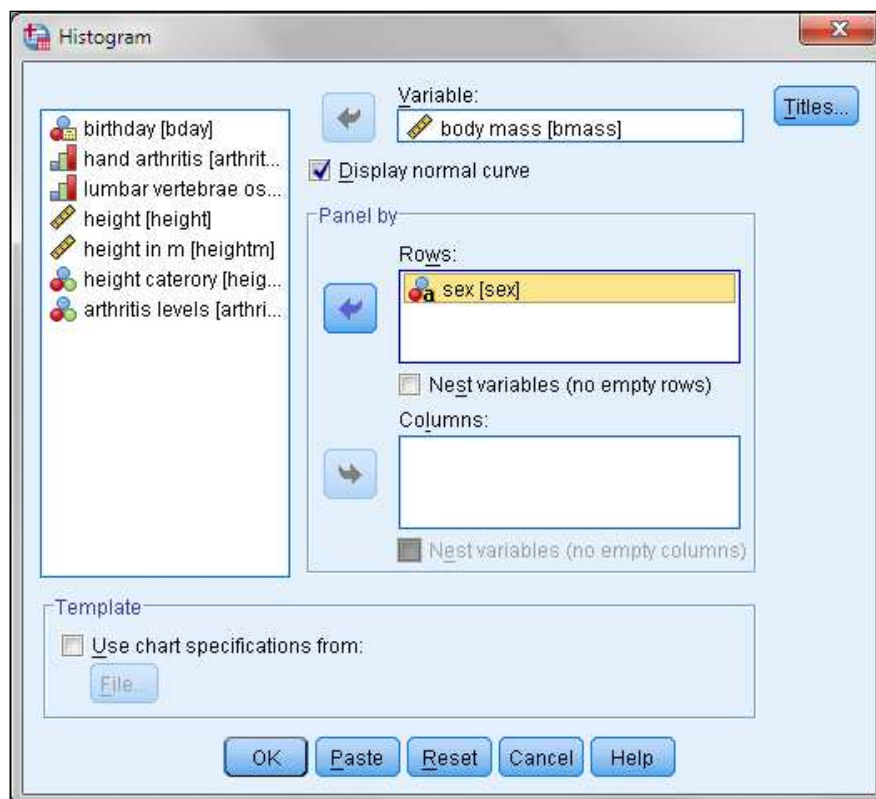 Histogram
birthday [bday]
hand arthritis [arthrit...
lumbar vertebrae os...
height [height]
height in m [heightm]
height caterory [heig...
arthritis levels [arthri...
Variable:
body mass [bmass]
Titles...
Display normal curve
Panel by
Rows:
a sex [sex]
Nest variables (no empty rows)
Columns:
Nest variables (no empty columns)
Template
Use chart specifications from:
File...
OK Paste Reset Cancel Help